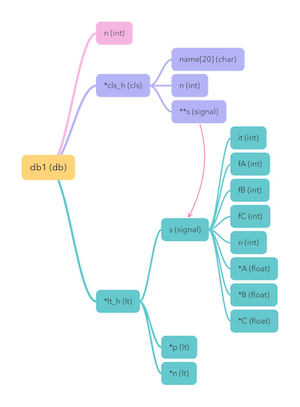 n (int)
name[20] (char)
*cls_h (cls)
n (int)
**s (signal)
it (int)
fA (int)
db1 (db)
fB (int)
fC (int)
s (signal)
n (int)
*A (float)
*B (float)
*lt_h (lt)
*C (float)
*p (lt)
*n (lt)